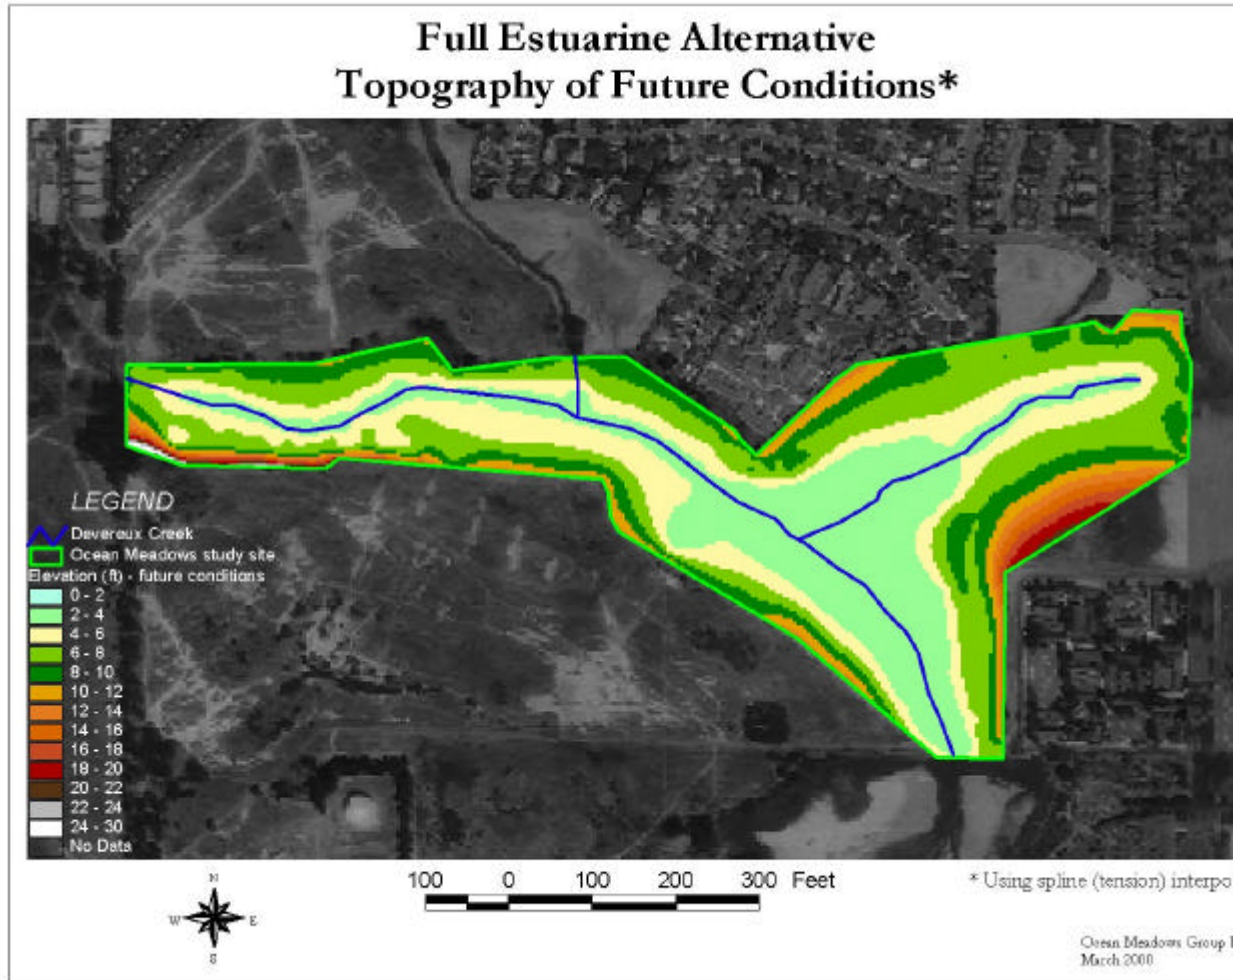 Full Estuarine Alternative
Topography of Future Conditions*
LEGEND
Devereux Creek
Ocean Meadows study site
Elevation (ft) - future conditions
0 - 2
2 - 4
4 - 6
6 - 8
8 - 10
10 - 12
12 - 14
14 - 16
16 - 18
18 - 20
20 - 22
22 - 24
24 - 30
No Data
N
W E
S
100 0 100 200 300 Feet
* Using spline (tension) interpo
Ocean Meadows Group
March 2000